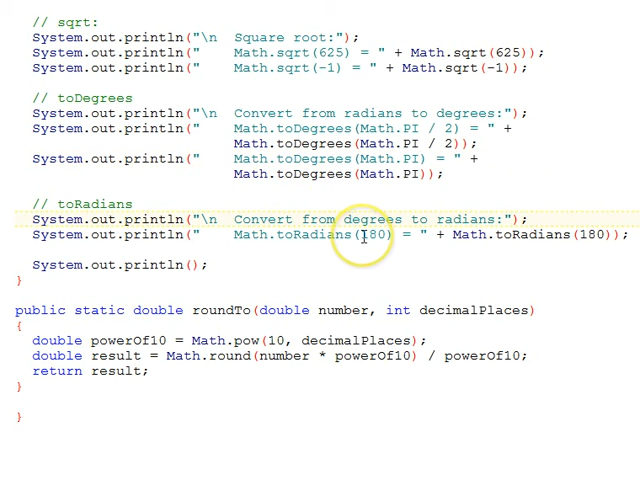 // sqrt:
System.out.println("\n  Square root:");
System.out.println("    Math.sqrt(625) = " + Math.sqrt(625));
System.out.println("    Math.sqrt(-1) = " + Math.sqrt(-1));
// toDegrees
System.out.println("\n  Convert from radians to degrees:");
System.out.println("    Math.toDegrees(Math.PI / 2) = " +
Math.toDegrees(Math.PI / 2));
System.out.println("    Math.toDegrees(Math.PI) = " +
Math.toDegrees(Math.PI));
// toRadians
System.out.println("\n  Convert from degrees to radians:");
System.out.println("    Math.toRadians(180) = " + Math.toRadians(180));
System.out.println();
}
public static double roundTo(double number, int decimalPlaces)
{
double powerOf10 = Math.pow(10, decimalPlaces);
double result = Math.round(number * powerOf10) / powerOf10;
return result;
}
}